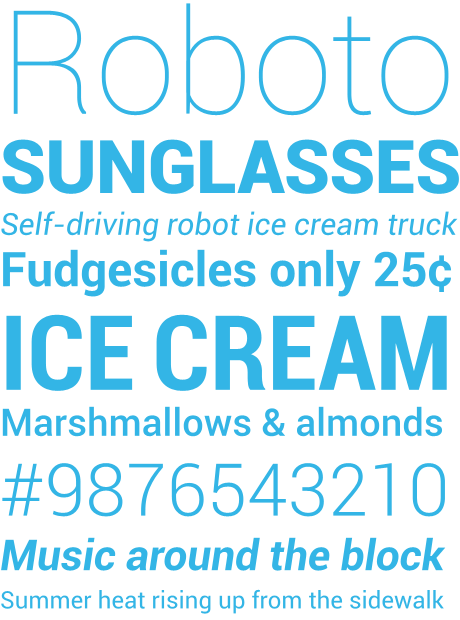 Roboto
SUNGLASSES
Self-driving robot ice cream truck
Fudgesicles only 25¢
ICE CREAM
Marshmallows & almonds
#9876543210
Music around the block
Summer heat rising up from the sidewalk